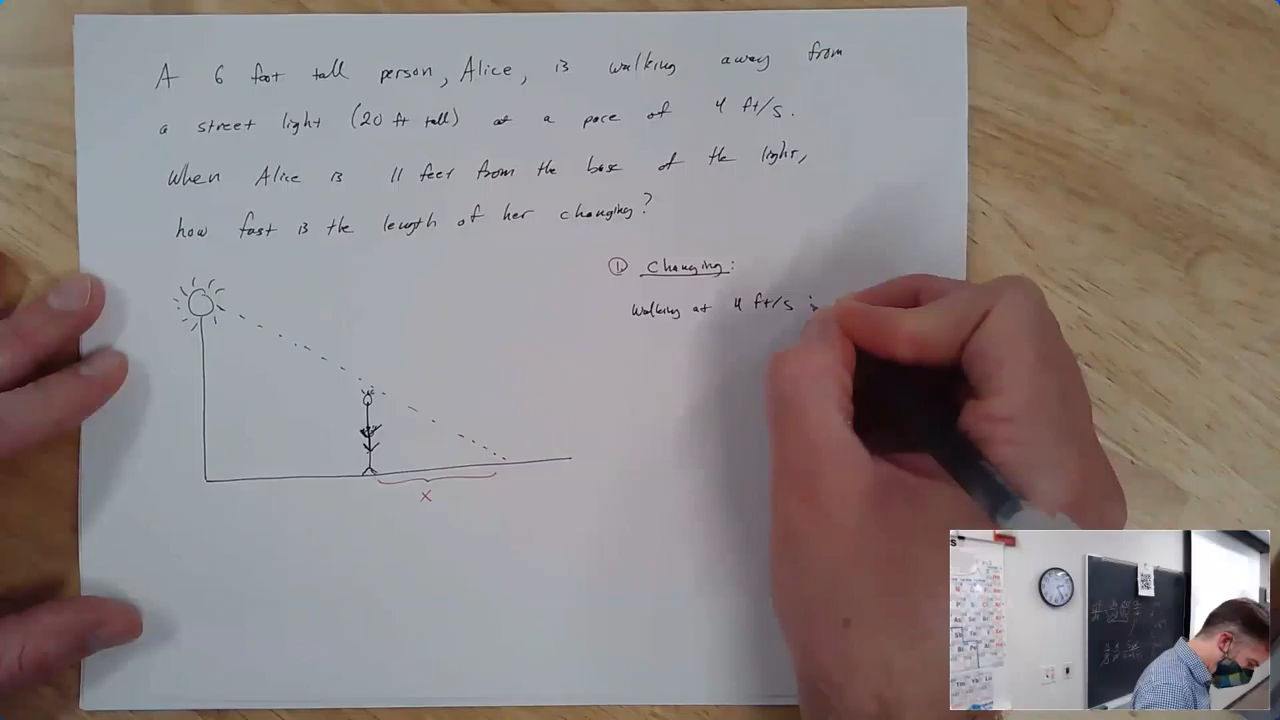 A 6 foot tall person, Alice, is walking away from
a street light (20 ft tall) at a pace of 4 ft/s.
When Alice is 11 feet from the base of the light,
how fast is the length of her changing?
① Changing:
Walking at 4 ft/s
x